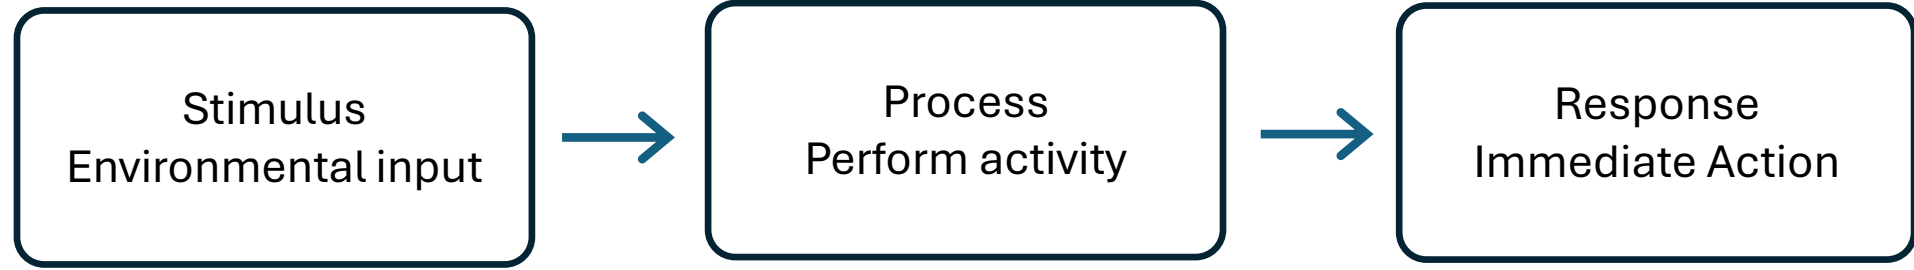 Stimulus
Environmental input
Process
Perform activity
Response
Immediate Action